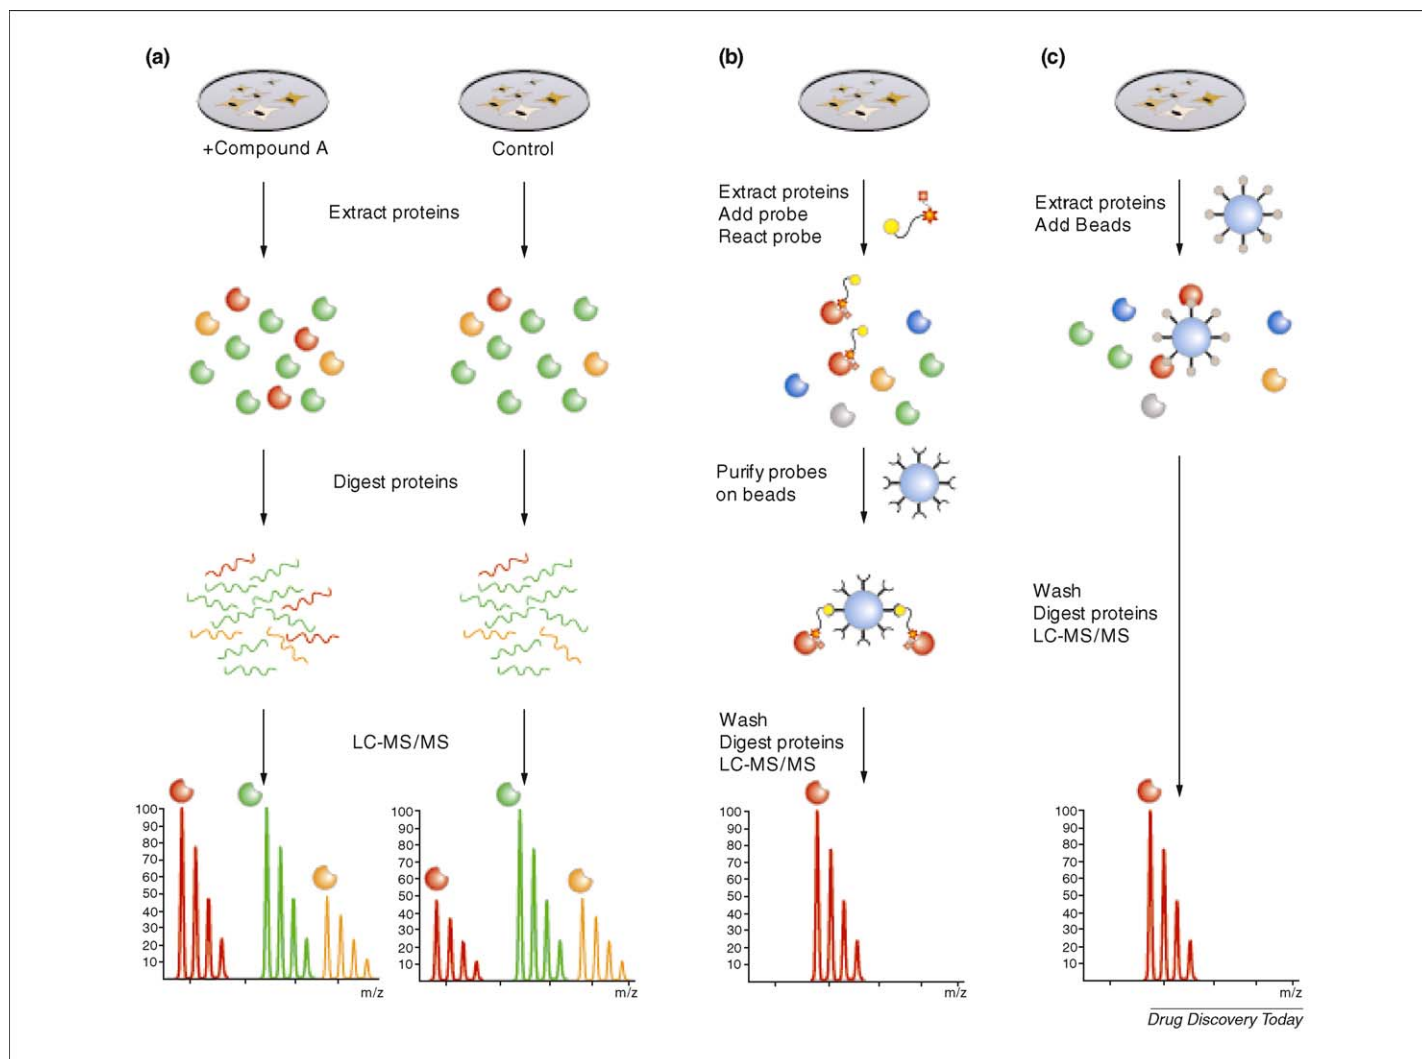 (a)
+Compound A
Control
Extract proteins
Digest proteins
LC-MS/MS
100
90
80
70
60
50
40
30
20
10
m/z
100
90
80
70
60
50
40
30
20
10
m/z
(b)
Extract proteins
Add probe
React probe
Purify probes
on beads
Wash
Digest proteins
LC-MS/MS
100
90
80
70
60
50
40
30
20
10
m/z
(c)
Extract proteins
Add Beads
Wash
Digest proteins
LC-MS/MS
100
90
80
70
60
50
40
30
20
10
m/z
Drug Discovery Today